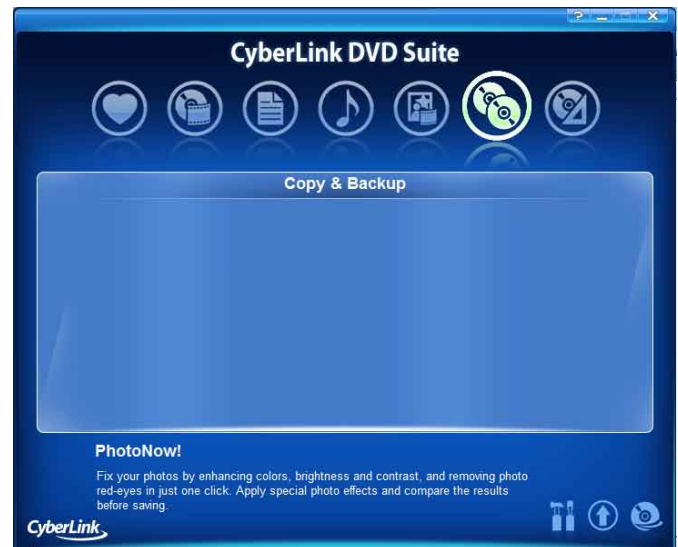 CyberLink DVD Suite
Copy & Backup
PhotoNow!
Fix your photos by enhancing colors, brightness and contrast, and removing photo
red-eyes in just one click. Apply special photo effects and compare the results
before saving.
CyberLink